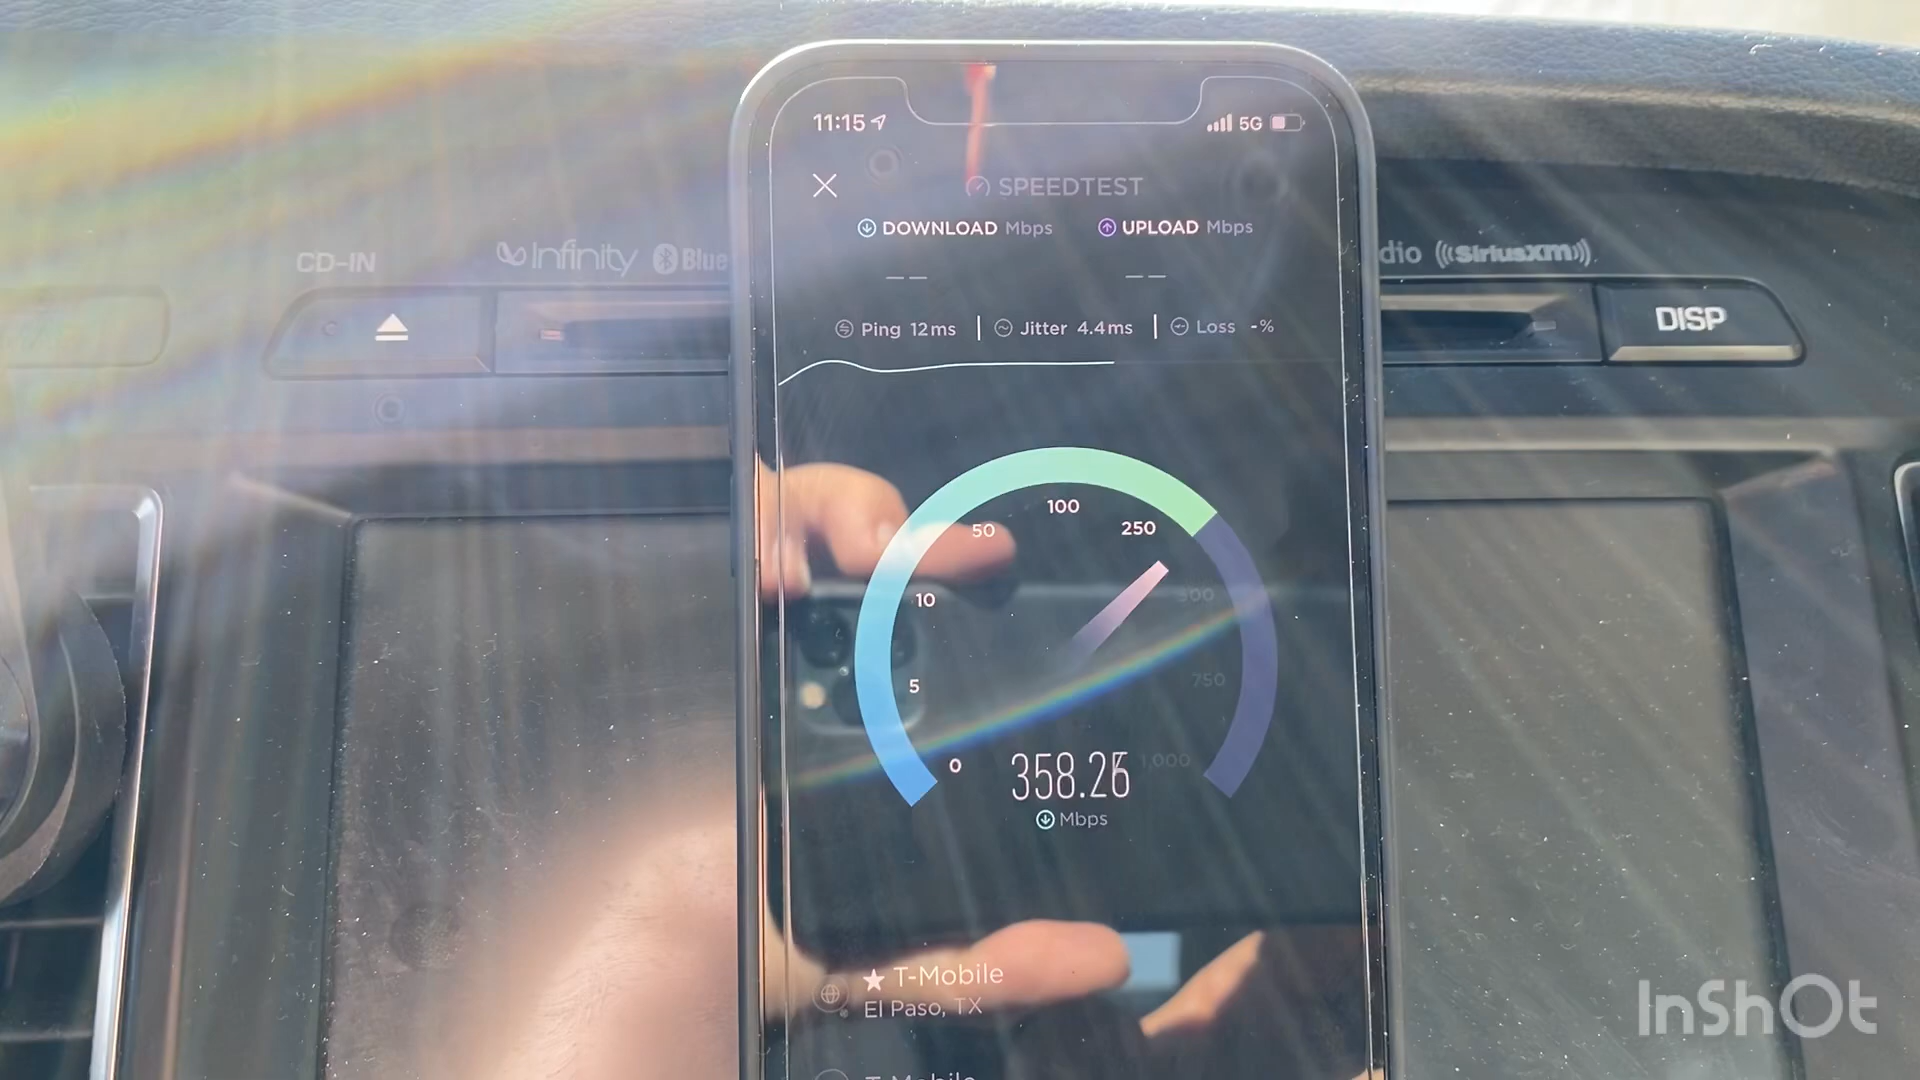 11:15
5G
SPEEDTEST
DOWNLOAD Mbps
UPLOAD Mbps
— —
— —
Ping 12ms
Jitter 4.4ms
Loss -%
CD-IN
Infinity
Blue
dio
SiriusXM
DISP
100
50
250
10
500
5
750
0
358.26
1,000
Mbps
★ T-Mobile
El Paso, TX
T-Mobile
InShOt